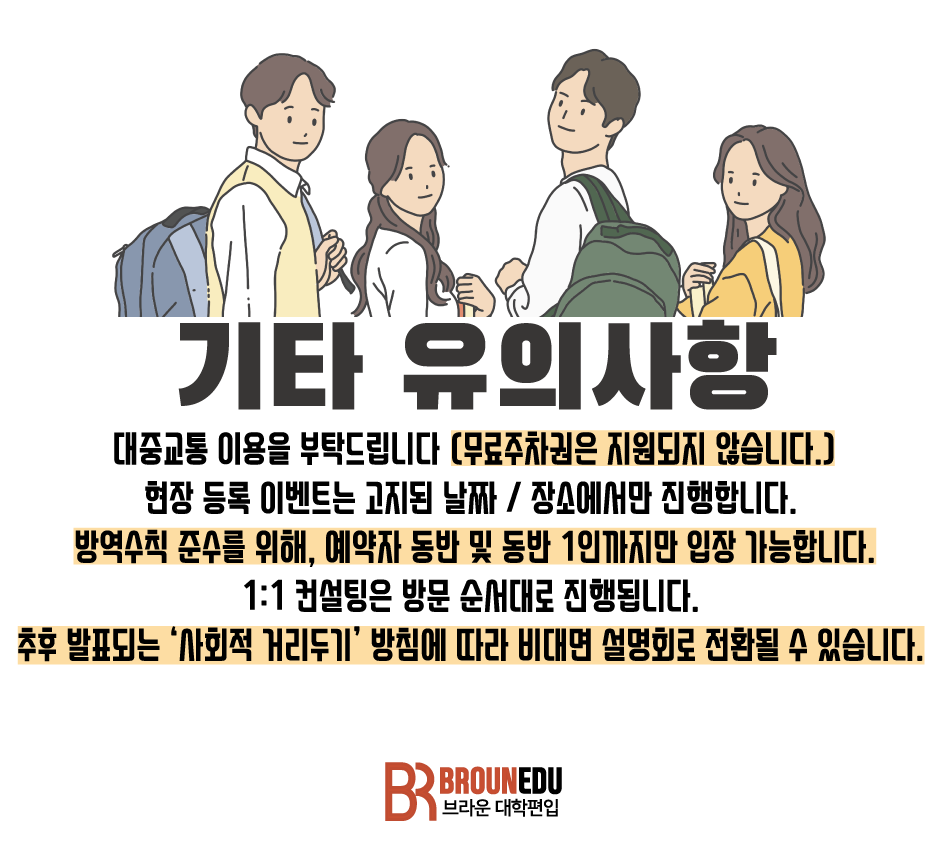 기타 유의사항
대중교통 이용을 부탁드립니다 (무료주차권은 지원되지 않습니다.)
현장 등록 이벤트는 고지된 날짜 / 장소에서만 진행합니다.
방역수칙 준수를 위해, 예약자 동반 및 동반 1인까지만 입장 가능합니다.
1:1 컨설팅은 방문 순서대로 진행됩니다.
추후 발표되는 ‘사회적 거리두기’ 방침에 따라 비대면 설명회로 전환될 수 있습니다.
BR BROUNEDU
브라운 대학편입